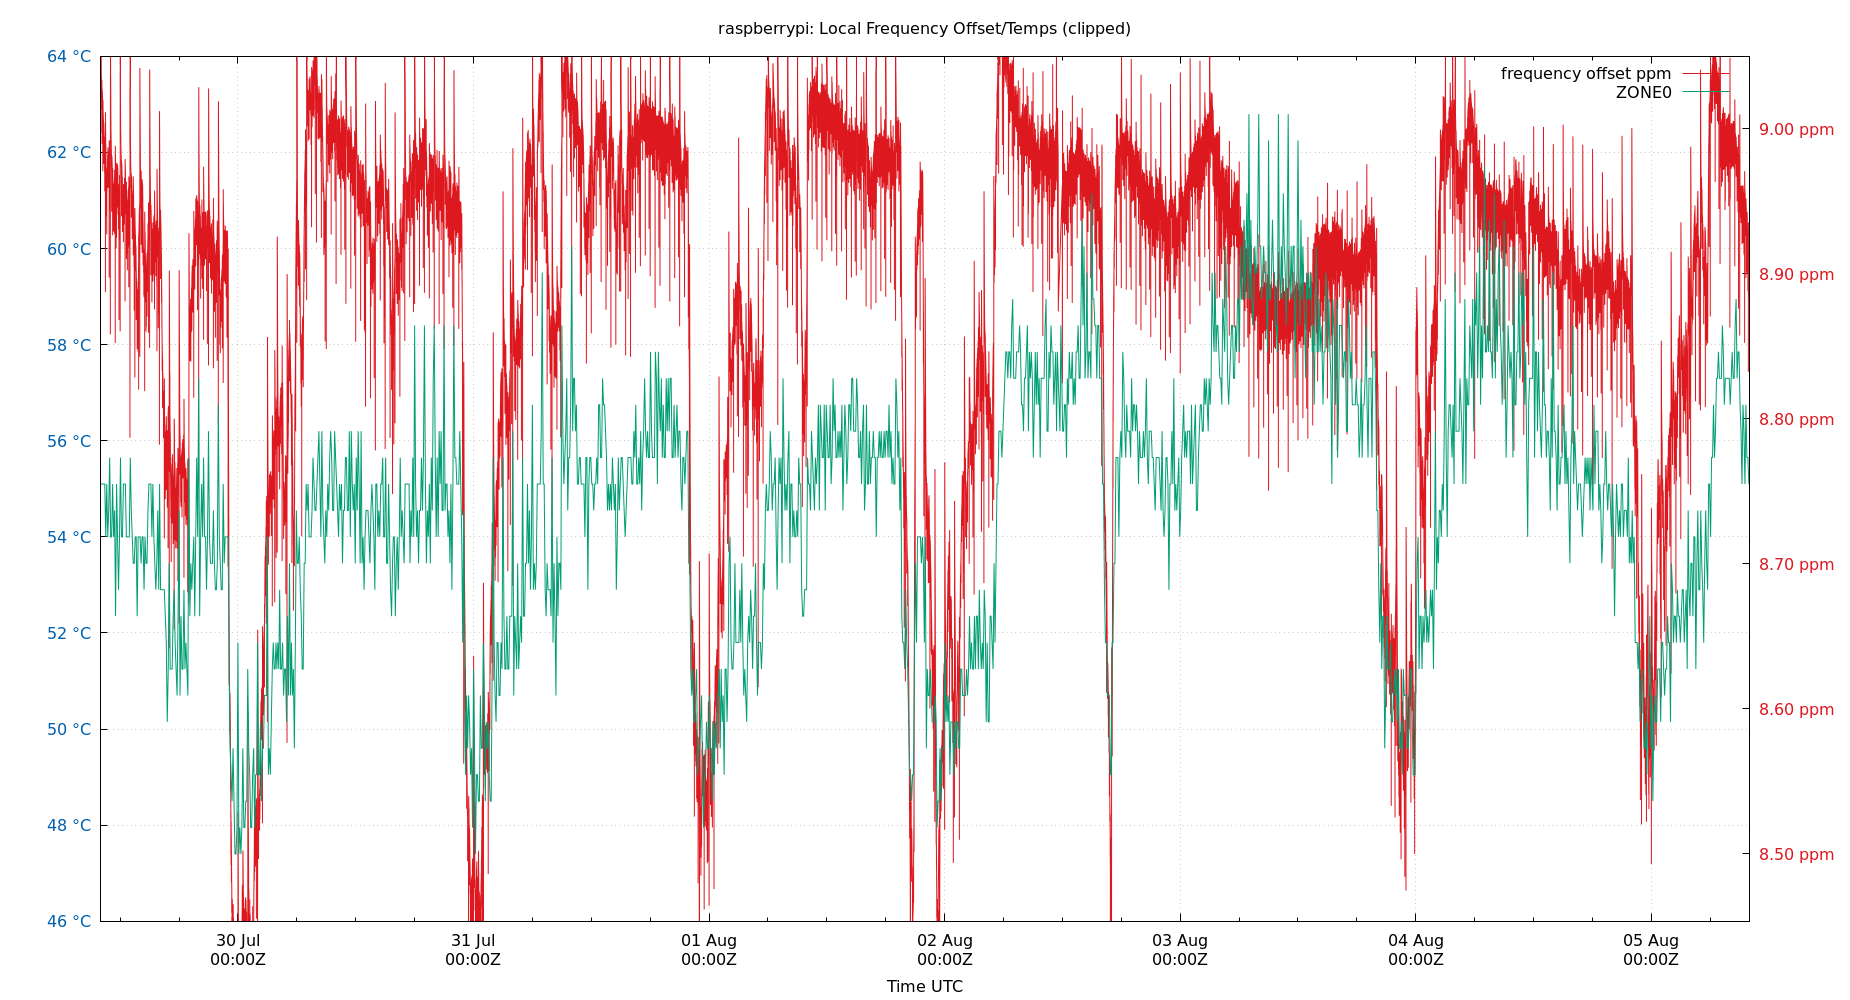 raspberrypi: Local Frequency Offset/Temps (clipped)
64 °C
62 °C
60 °C
58 °C
56 °C
54 °C
52 °C
50 °C
48 °C
46 °C
frequency offset ppm
ZONE0
9.00 ppm
8.90 ppm
8.80 ppm
8.70 ppm
8.60 ppm
8.50 ppm
30 Jul
00:00Z
31 Jul
00:00Z
01 Aug
00:00Z
02 Aug
00:00Z
03 Aug
00:00Z
04 Aug
00:00Z
05 Aug
00:00Z
Time UTC